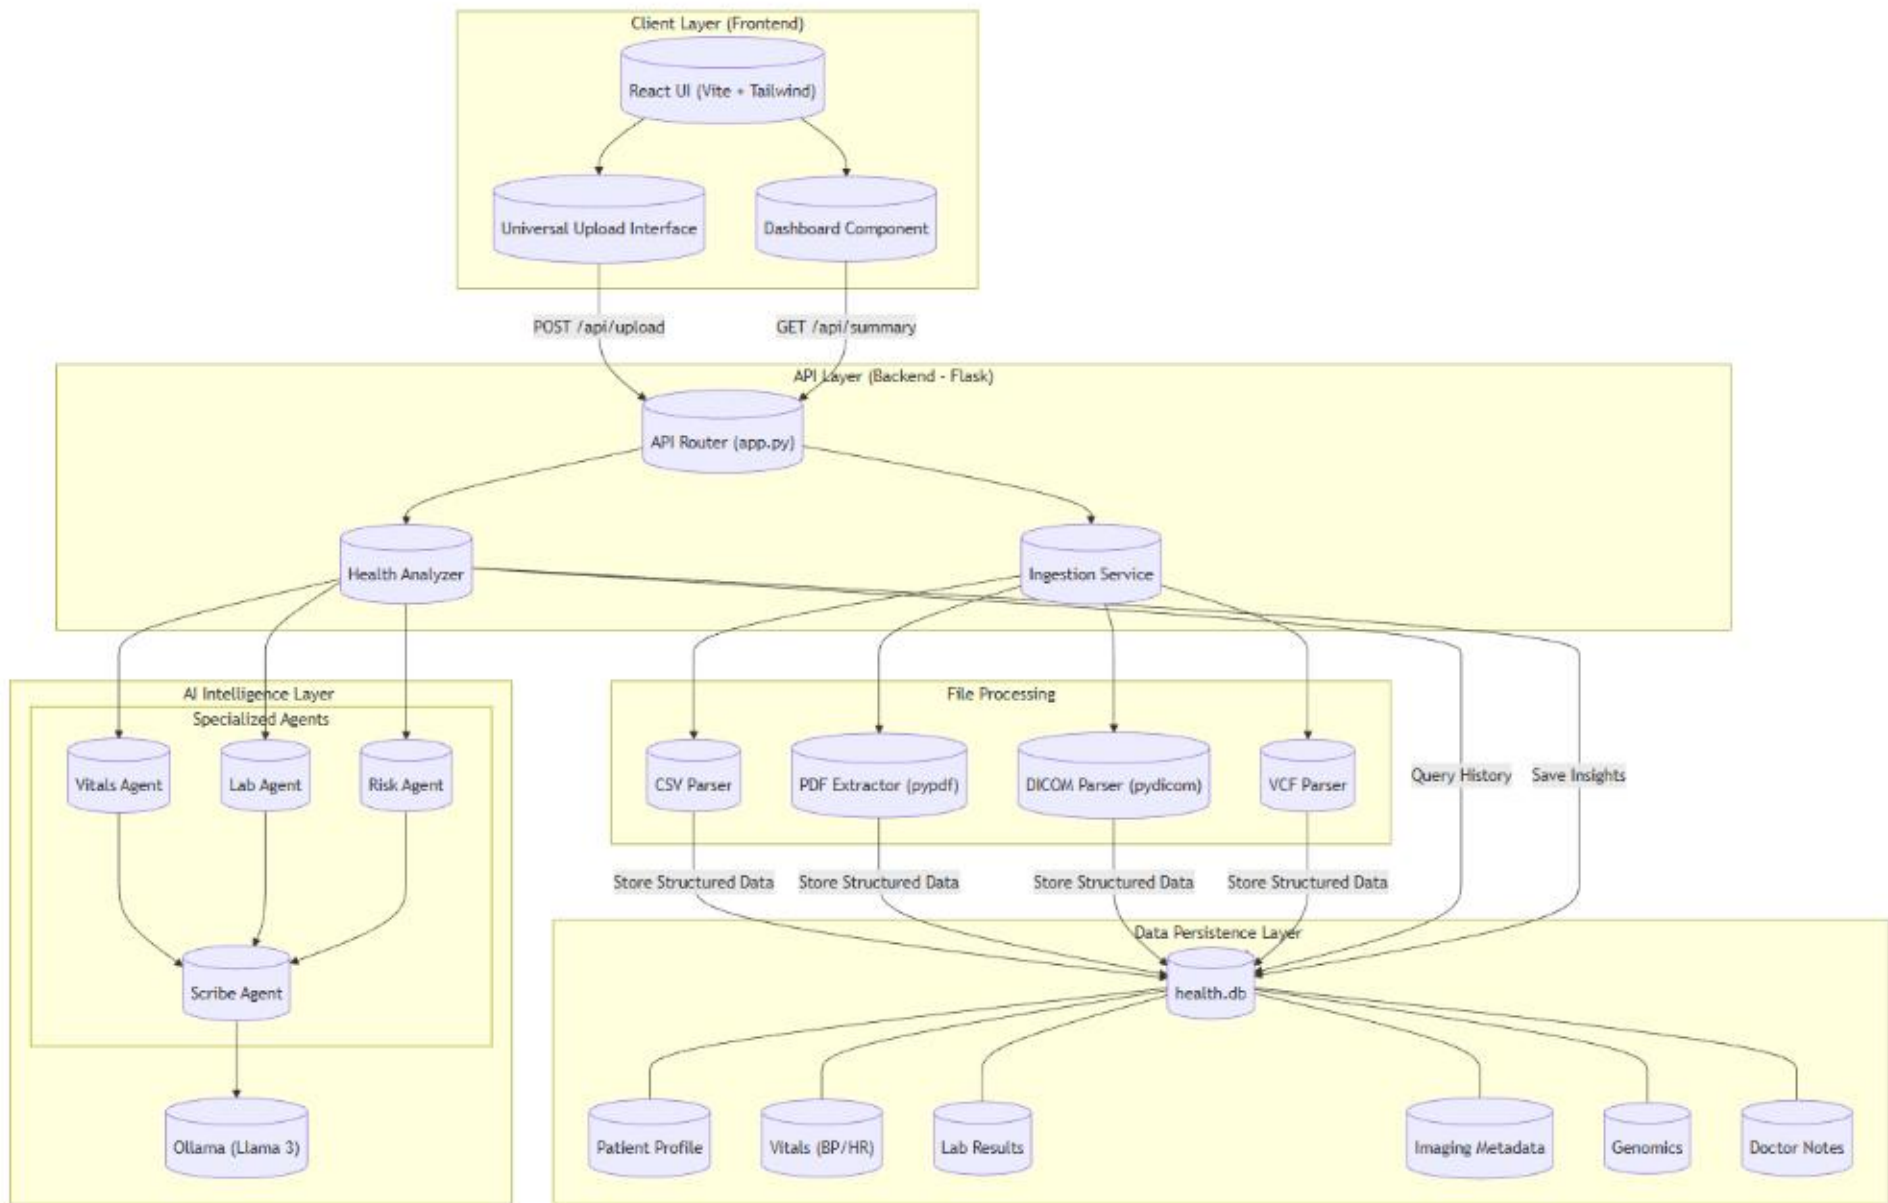 Client Layer (Frontend)
React UI (Vite + Tailwind)
Universal Upload Interface
Dashboard Component
POST /api/upload
GET /api/summary
API Layer (Backend - Flask)
API Router (app.py)
Health Analyzer
Ingestion Service
AI Intelligence Layer
Specialized Agents
Vitals Agent
Lab Agent
Risk Agent
File Processing
CSV Parser
PDF Extractor (pypdf)
DICOM Parser (pydicom)
VCF Parser
Query History
Save Insights
Store Structured Data
Store Structured Data
Store Structured Data
Store Structured Data
Data Persistence Layer
Scribe Agent
health.db
Ollama (Llama 3)
Patient Profile
Vitals (BP/HR)
Lab Results
Imaging Metadata
Genomics
Doctor Notes